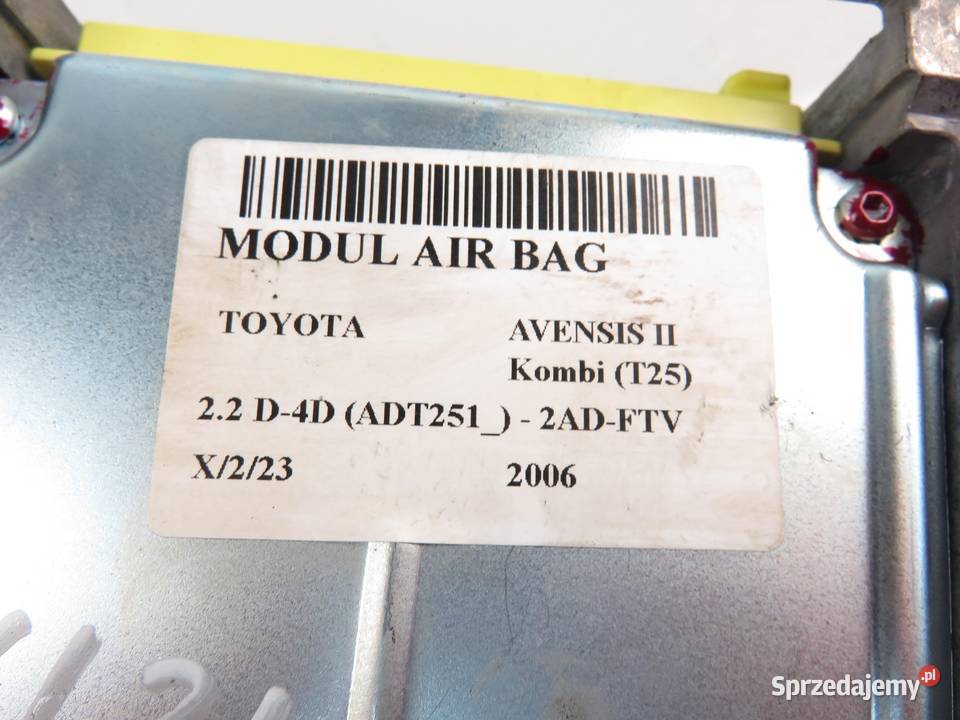 MODUL AIR BAG
TOYOTA AVENSIS II
Kombi (T25)
2.2 D-4D (ADT251_) - 2AD-FTV
X/2/23 2006
Sprzedajemy.pl